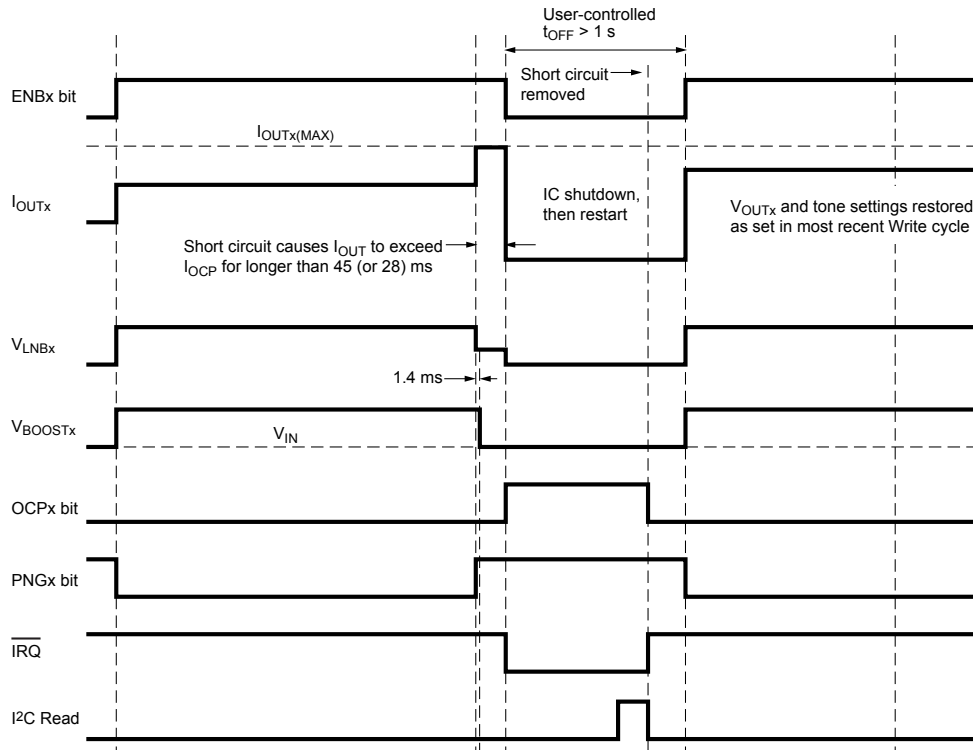 User-controlled
tOFF > 1 s
Short circuit
removed
ENBx bit
IOUTx(MAX)
IOUTx
IC shutdown,
then restart
VOUTx and tone settings restored
as set in most recent Write cycle
Short circuit causes IOUT to exceed
IOCP for longer than 45 (or 28) ms
VLNBx
1.4 ms
VBOOSTx
VIN
OCPx bit
PNGx bit
IRQ
I2C Read